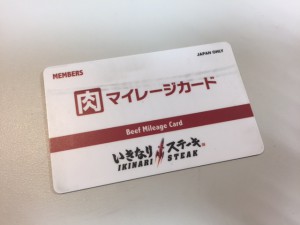 MEMBERS
JAPAN ONLY
肉マイレージカード
Beef Mileage Card
いきなりステーキ
IKINARI STEAK